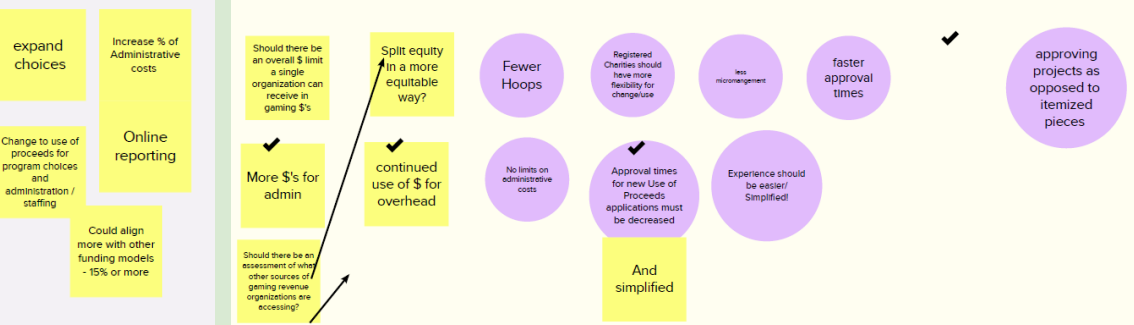 expand
choices
Increase % of
Administrative
costs
Online
reporting
Change to use of
proceeds for
program choices
and
administration /
staffing
Could align
more with other
funding models
- 15% or more
Should there be
an overall $ limit
a single
organization can
receive in
gaming $'s
Split equity
in a more
equitable
way?
Fewer
Hoops
Registered
Charities should
have more
flexibility for
change/use
less
micromangement
faster
approval
times
approving
projects as
opposed to
itemized
pieces
More $'s for
admin
continued
use of $ for
overhead
No limits on
administrative
costs
Approval times
for new Use of
Proceeds
applications must
be decreased
Experience should
be easier/
Simplified!
Should there be an
assessment of what
other sources of
gaming revenue
organizations are
accessing?
And
simplified